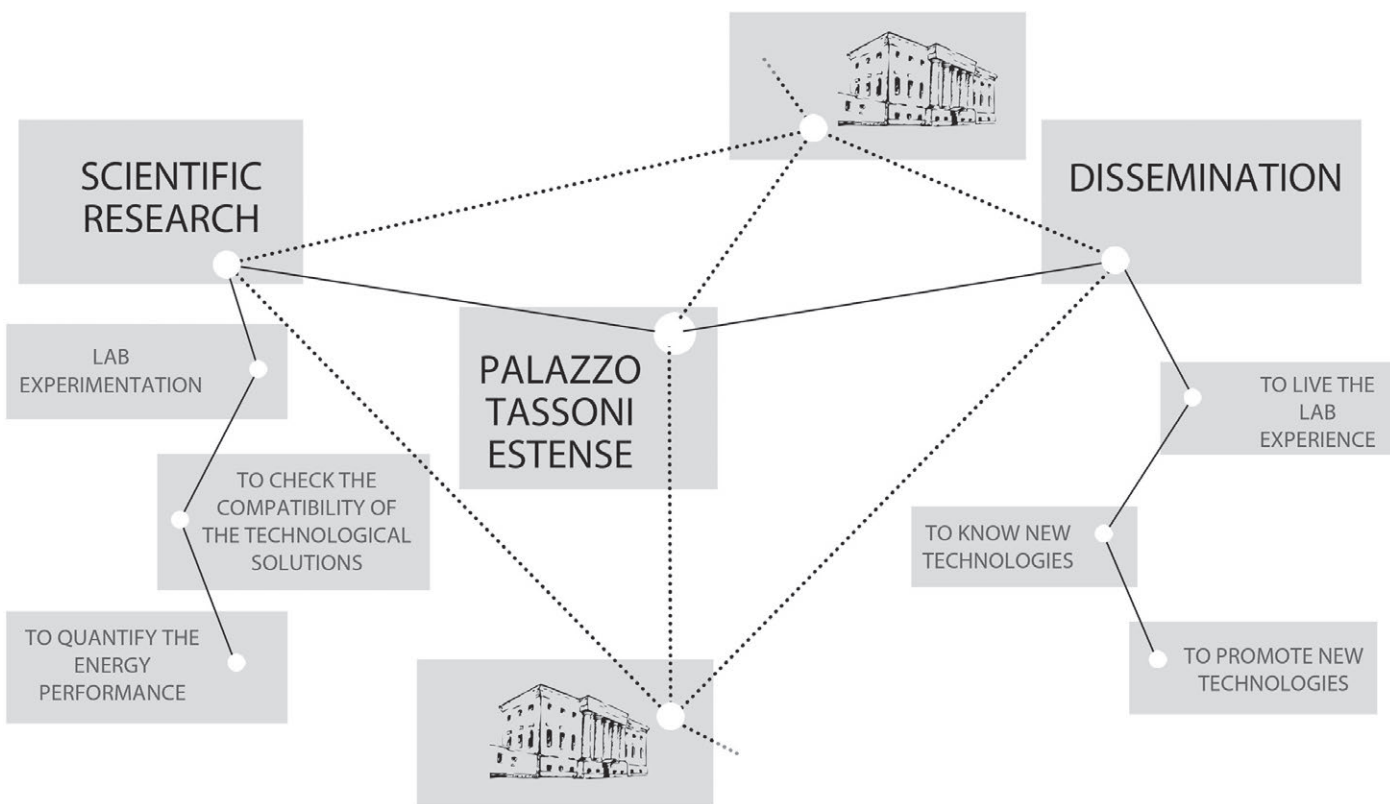 SCIENTIFIC
RESEARCH
DISSEMINATION
LAB
EXPERIMENTATION
PALAZZO
TASSONI
ESTENSE
TO LIVE THE
LAB
EXPERIENCE
TO CHECK THE
COMPATIBILITY OF
THE TECHNOLOGICAL
SOLUTIONS
TO KNOW NEW
TECHNOLOGIES
TO QUANTIFY THE
ENERGY
PERFORMANCE
TO PROMOTE NEW
TECHNOLOGIES